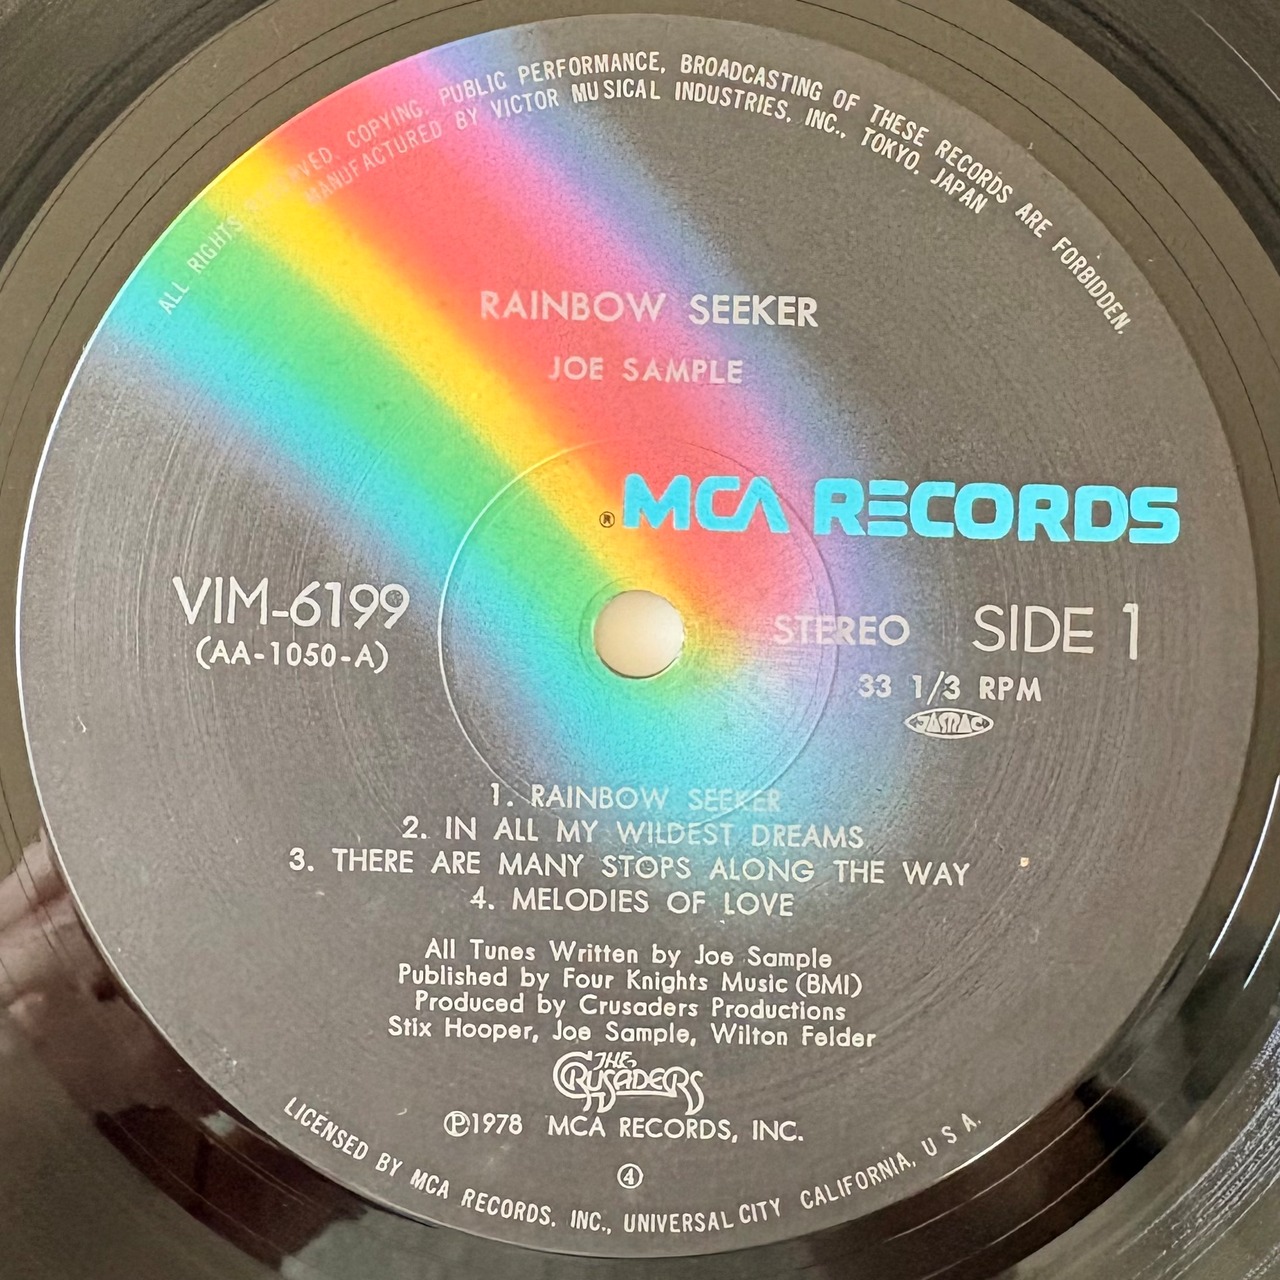 ALL RIGHTS RESERVED. COPYING. PUBLIC PERFORMANCE, BROADCASTING OF THESE RECORDS ARE FORBIDDEN.
MANUFACTURED BY VICTOR MUSICAL INDUSTRIES, INC., TOKYO, JAPAN
RAINBOW SEEKER
JOE SAMPLE
® MCA RECORDS
VIM-6199
(AA-1050-A)
STEREO SIDE 1
33 1/3 RPM
JASRAC
1. RAINBOW SEEKER
2. IN ALL MY WILDEST DREAMS
3. THERE ARE MANY STOPS ALONG THE WAY
4. MELODIES OF LOVE
All Tunes Written by Joe Sample
Published by Four Knights Music (BMI)
Produced by Crusaders Productions
Stix Hooper, Joe Sample, Wilton Felder
THE CRUSADERS
℗1978 MCA RECORDS, INC.
④
LICENSED BY MCA RECORDS, INC., UNIVERSAL CITY CALIFORNIA, U S A.